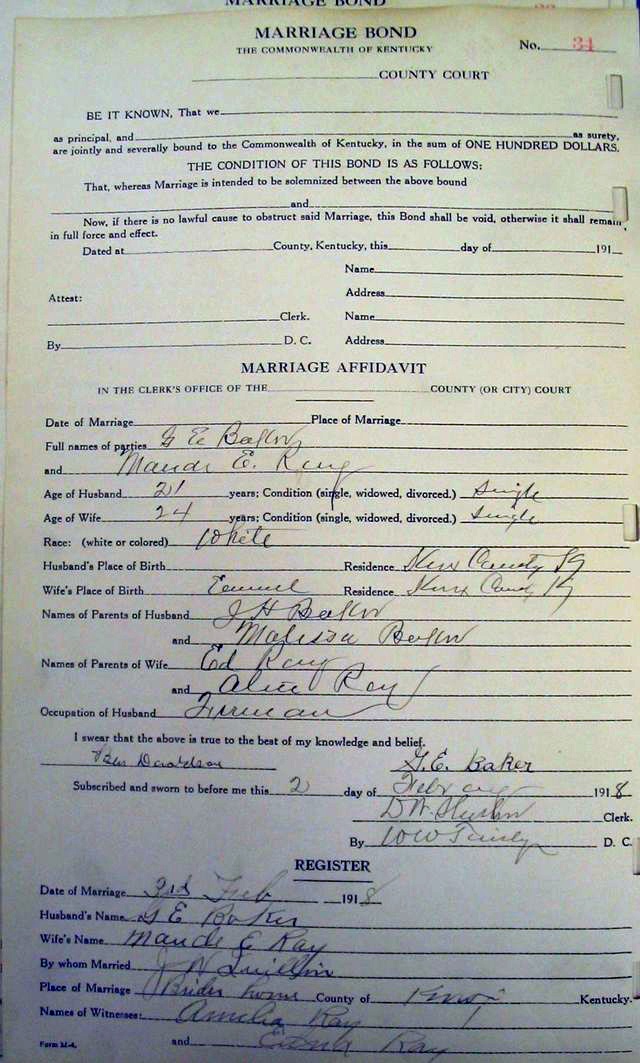 MARRIAGE BOND
MARRIAGE BOND
THE COMMONWEALTH OF KENTUCKY
No. 34
COUNTY COURT
BE IT KNOWN, That we
as principal, and as surety,
are jointly and severally bound to the Commonwealth of Kentucky, in the sum of ONE HUNDRED DOLLARS.
THE CONDITION OF THIS BOND IS AS FOLLOWS:
That, whereas Marriage is intended to be solemnized between the above bound
and
Now, if there is no lawful cause to obstruct said Marriage, this Bond shall be void, otherwise it shall remain,
in full force and effect.
Dated at County, Kentucky, this day of 191
Name
Attest: Address
Clerk. Name
By D. C. Address
MARRIAGE AFFIDAVIT
IN THE CLERK'S OFFICE OF THE COUNTY (OR CITY) COURT
Date of Marriage Place of Marriage
Full names of parties G E Baker
and Maude E. Ray
Age of Husband 21 years; Condition (single, widowed, divorced.) Single
Age of Wife 24 years; Condition (single, widowed, divorced.) Single
Race: (white or colored) White
Husband's Place of Birth Residence Knox County Ky
Wife's Place of Birth Residence Knox County Ky
Names of Parents of Husband J H Baker
and Malissa Baker
Names of Parents of Wife Ed Ray
and Alice Ray
Occupation of Husband Fireman
I swear that the above is true to the best of my knowledge and belief.
Ben Davidson G. E. Baker
Subscribed and sworn to before me this 2 day of Feby 1918
D W Clerk.
By W W D. C.
REGISTER
Date of Marriage 3rd Feb 1918
Husband's Name G E Baker
Wife's Name Maude E Ray
By whom Married J W
Place of Marriage Brides home County of Knox Kentucky.
Names of Witnesses: Amelia Ray
and Ray
Form M-4.